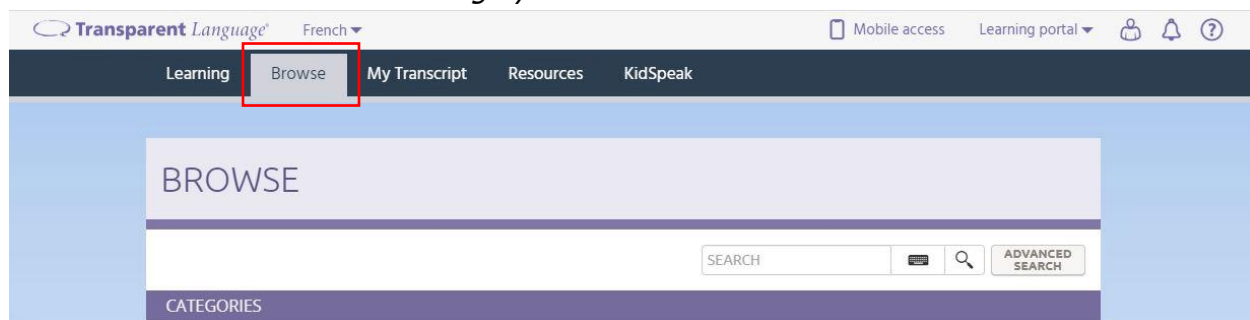 Transparent Language® French
Mobile access Learning portal
Learning Browse My Transcript Resources KidSpeak
BROWSE
SEARCH ADVANCED SEARCH
CATEGORIES